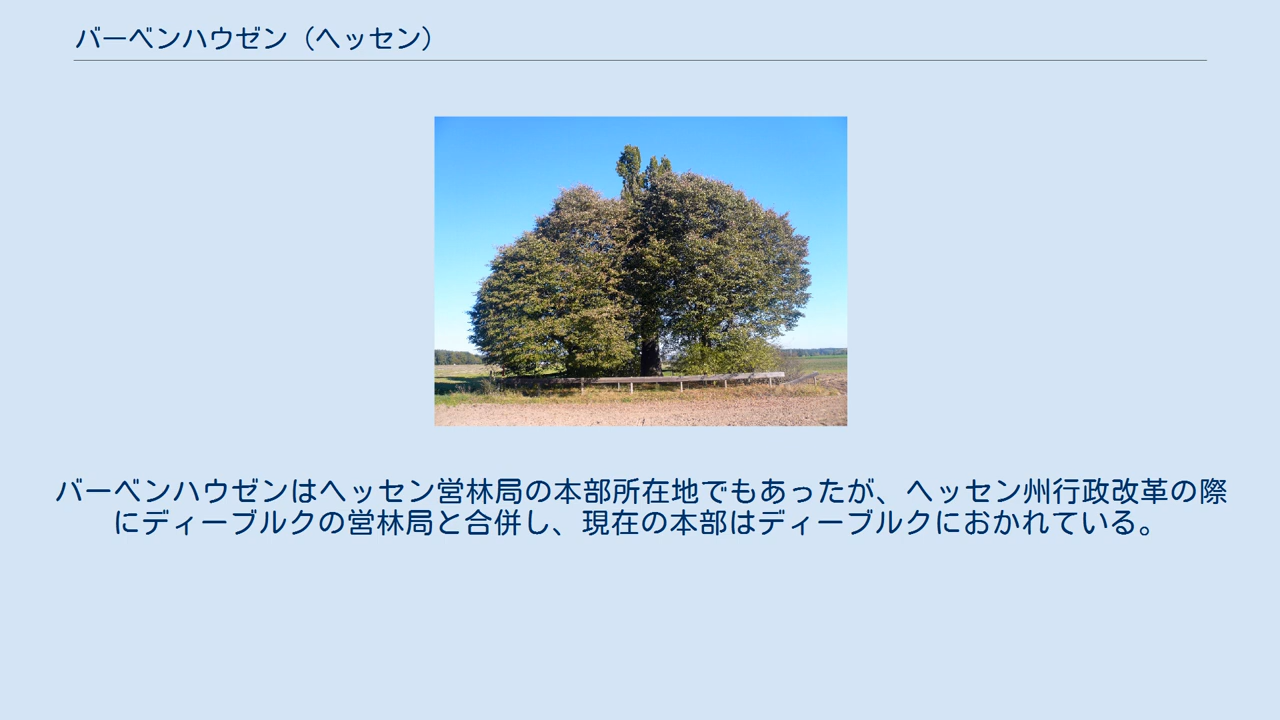 バーベンハウゼン（ヘッセン）
バーベンハウゼンはヘッセン営林局の本部所在地でもあったが、ヘッセン州行政改革の際
にディーブルクの営林局と合併し、現在の本部はディーブルクにおかれている。